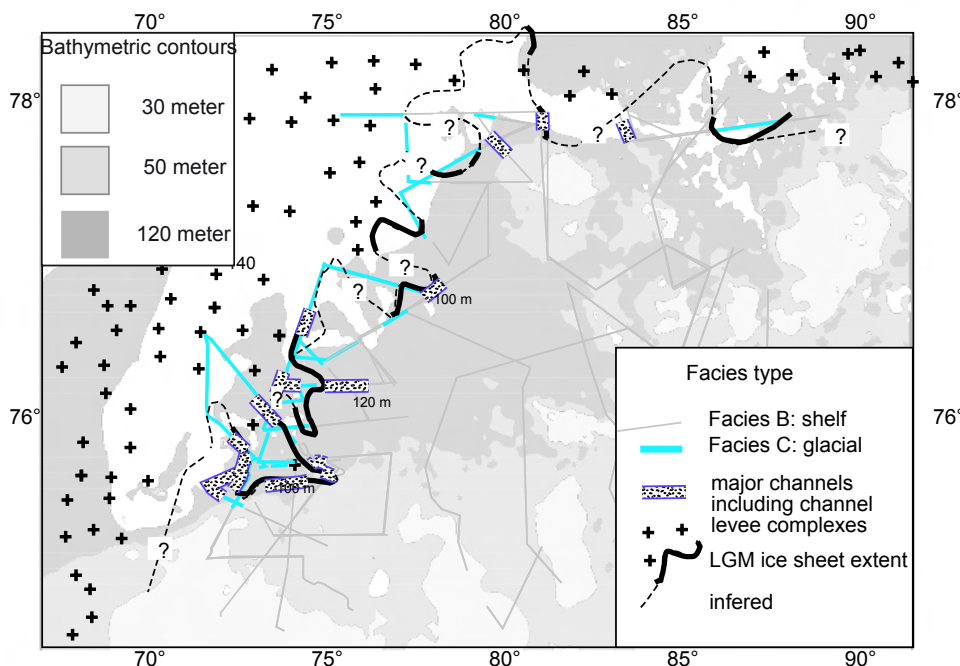 70° 75° 80° 85° 90°
Bathymetric contours
30 meter
50 meter
120 meter
78° 78°
? ? ?
?
40
?
?
100 m
120 m
?
100 m
?
76° 76°
Facies type
Facies B: shelf
Facies C: glacial
major channels
including channel
levee complexes
LGM ice sheet extent
infered
70° 75° 80° 85° 90°